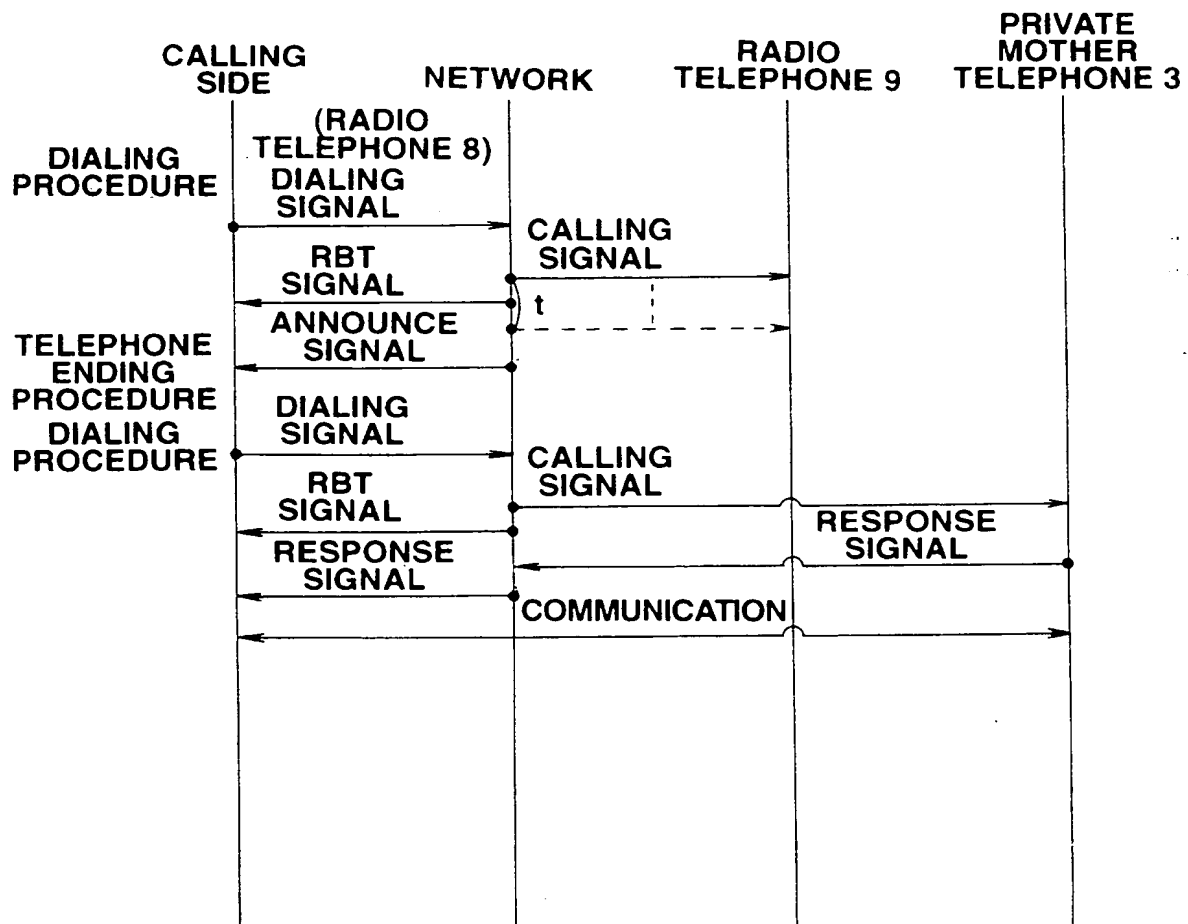 CALLING
SIDE
NETWORK
RADIO
TELEPHONE 9
PRIVATE
MOTHER
TELEPHONE 3
(RADIO
TELEPHONE 8)
DIALING
PROCEDURE
DIALING
SIGNAL
CALLING
SIGNAL
RBT
SIGNAL
t
ANNOUNCE
SIGNAL
TELEPHONE
ENDING
PROCEDURE
DIALING
PROCEDURE
DIALING
SIGNAL
CALLING
SIGNAL
RBT
SIGNAL
RESPONSE
SIGNAL
RESPONSE
SIGNAL
COMMUNICATION